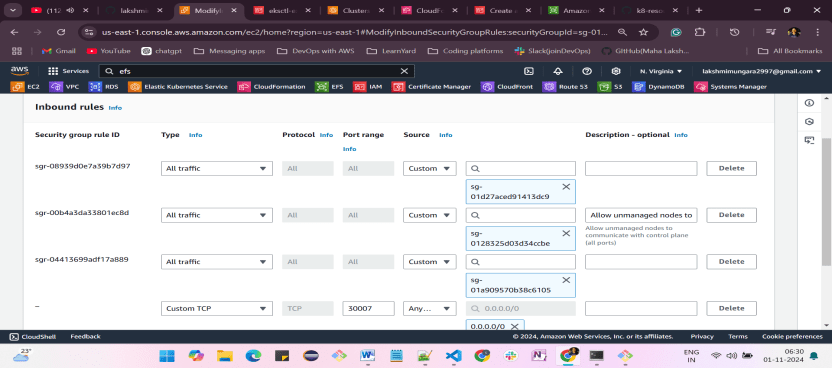 (112
lakshmi
Modify
eksctl-e
Cluster
CloudF
Create
Amazon
k8-reso
us-east-1.console.aws.amazon.com/ec2/home?region=us-east-1#ModifyInboundSecurityGroupRules:securityGroupId=sg-01...
Gmail
YouTube
chatgpt
Messaging apps
DevOps with AWS
LearnYard
Coding platforms
Slack(JoinDevOps)
GitHub(Maha Laksh...
All Bookmarks
aws
Services
efs
N. Virginia
lakshmimungara2997@gmail.com
EC2
VPC
RDS
Elastic Kubernetes Service
CloudFormation
EFS
IAM
Certificate Manager
CloudFront
Route 53
S3
DynamoDB
Systems Manager
Inbound rules Info
Security group rule ID
Type Info
Protocol Info
Port range
Info
Source Info
Description - optional Info
sgr-08939d0e7a39b7d97
All traffic
All
All
Custom
Delete
sg-
01d27aced91413dc9
sgr-00b4a3da33801ec8d
All traffic
All
All
Custom
Allow unmanaged nodes to
Delete
sg-
0128325d03d34ccbe
Allow unmanaged nodes to
communicate with control plane
(all ports)
sgr-04413699adf17a889
All traffic
All
All
Custom
Delete
sg-
01a909570b38c6105
–
Custom TCP
TCP
30007
Any...
0.0.0.0/0
Delete
0.0.0.0/0
CloudShell
Feedback
© 2024, Amazon Web Services, Inc. or its affiliates.
Privacy
Terms
Cookie preferences
23°
ENG
IN
06:30
01-11-2024